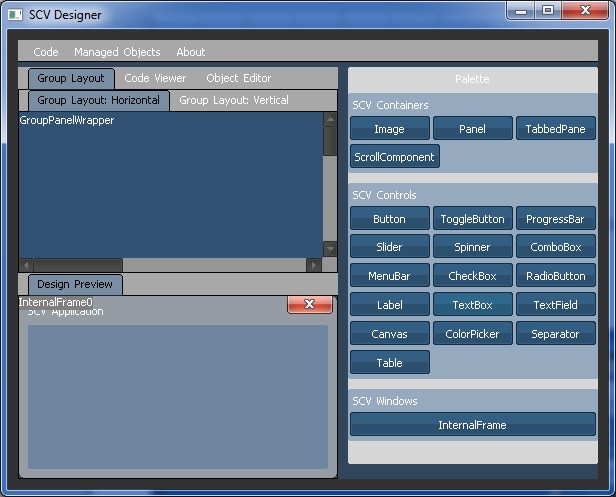 SCV Designer
Code Managed Objects About
Group Layout Code Viewer Object Editor
Group Layout: Horizontal Group Layout: Vertical
GroupPanelWrapper
Design Preview
InternalFrame0
SCV Application
Palette
SCV Containers
Image Panel TabbedPane
ScrollComponent
SCV Controls
Button ToggleButton ProgressBar
Slider Spinner ComboBox
MenuBar CheckBox RadioButton
Label TextBox TextField
Canvas ColorPicker Separator
Table
SCV Windows
InternalFrame